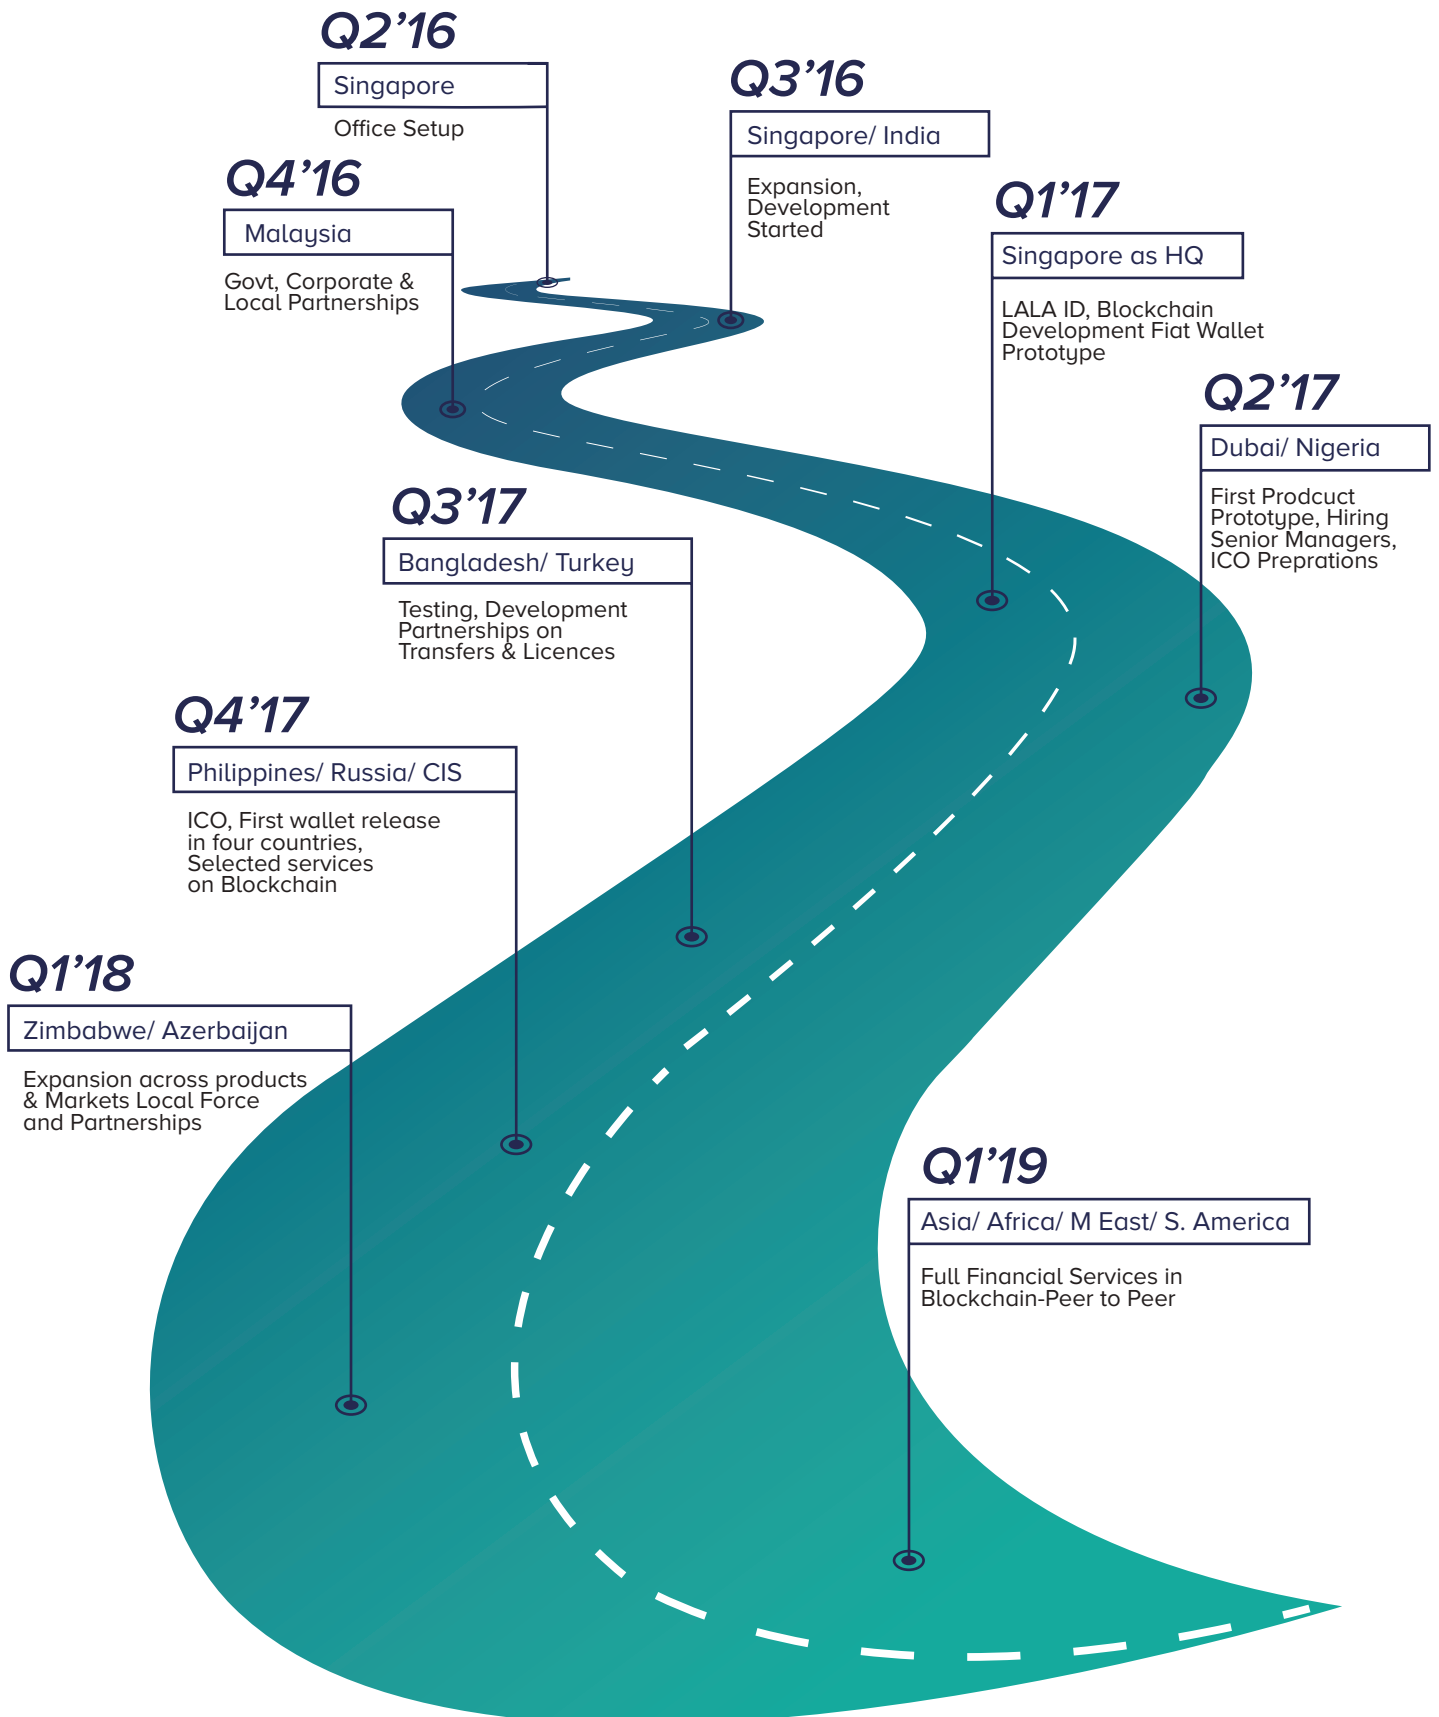 Q2’16
Singapore
Office Setup
Q3’16
Singapore/ India
Expansion,
Development
Started
Q4’16
Malaysia
Govt, Corporate &
Local Partnerships
Q1’17
Singapore as HQ
LALA ID, Blockchain
Development Fiat Wallet
Prototype
Q2’17
Dubai/ Nigeria
First Prodcuct
Prototype, Hiring
Senior Managers,
ICO Preprations
Q3’17
Bangladesh/ Turkey
Testing, Development
Partnerships on
Transfers & Licences
Q4’17
Philippines/ Russia/ CIS
ICO, First wallet release
in four countries,
Selected services
on Blockchain
Q1’18
Zimbabwe/ Azerbaijan
Expansion across products
& Markets Local Force
and Partnerships
Q1’19
Asia/ Africa/ M East/ S. America
Full Financial Services in
Blockchain-Peer to Peer